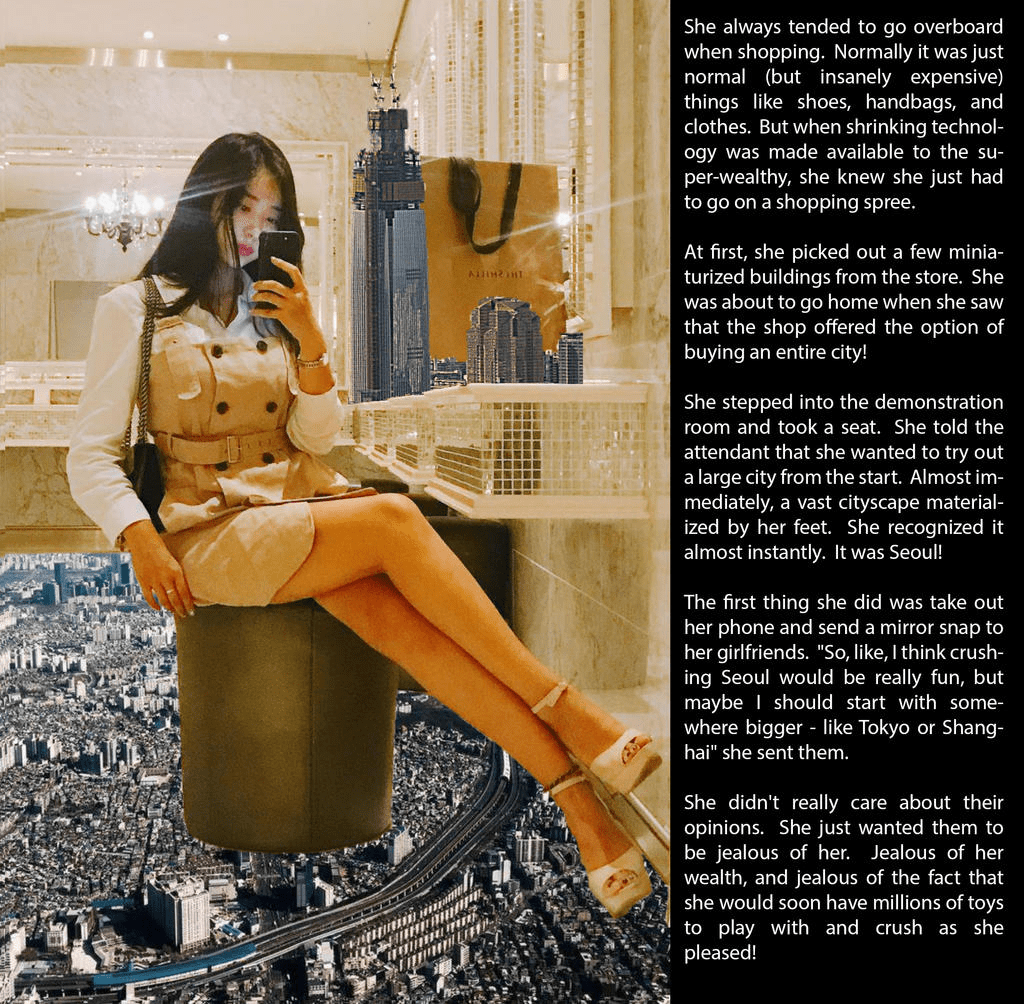 She always tended to go overboard
when shopping.  Normally it was just
normal (but insanely expensive)
things like shoes, handbags, and
clothes.  But when shrinking technol-
ogy was made available to the su-
per-wealthy, she knew she just had
to go on a shopping spree.
At first, she picked out a few minia-
turized buildings from the store.  She
was about to go home when she saw
that the shop offered the option of
buying an entire city!
She stepped into the demonstration
room and took a seat.  She told the
attendant that she wanted to try out
a large city from the start.  Almost im-
mediately, a vast cityscape material-
ized by her feet.  She recognized it
almost instantly.  It was Seoul!
The first thing she did was take out
her phone and send a mirror snap to
her girlfriends.  "So, like, I think crush-
ing Seoul would be really fun, but
maybe I should start with some-
where bigger - like Tokyo or Shang-
hai" she sent them.
She didn't really care about their
opinions.  She just wanted them to
be jealous of her.  Jealous of her
wealth, and jealous of the fact that
she would soon have millions of toys
to play with and crush as she
pleased!
THE SHILLA